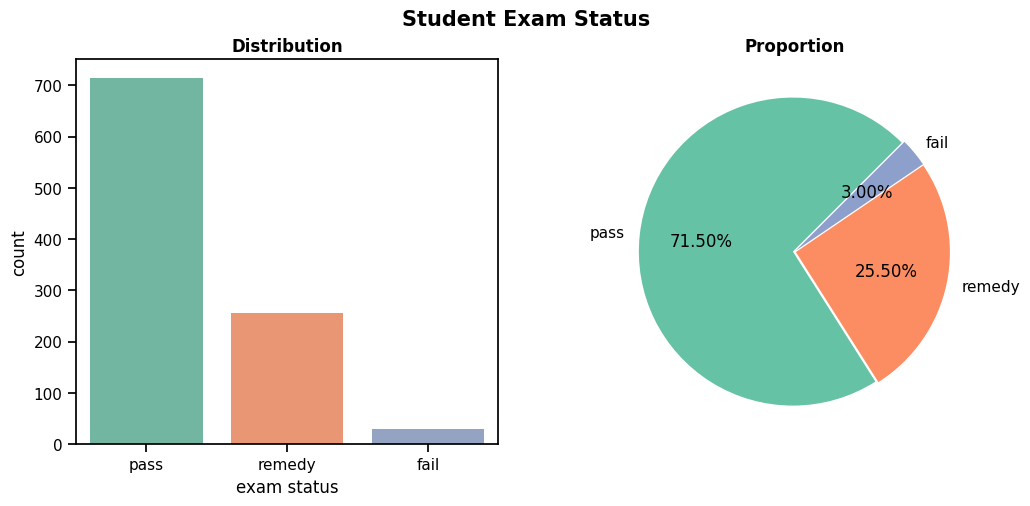 Student Exam Status
Distribution
count
700
600
500
400
300
200
100
0
pass
remedy
fail
exam status
Proportion
fail
3.00%
pass
71.50%
25.50%
remedy